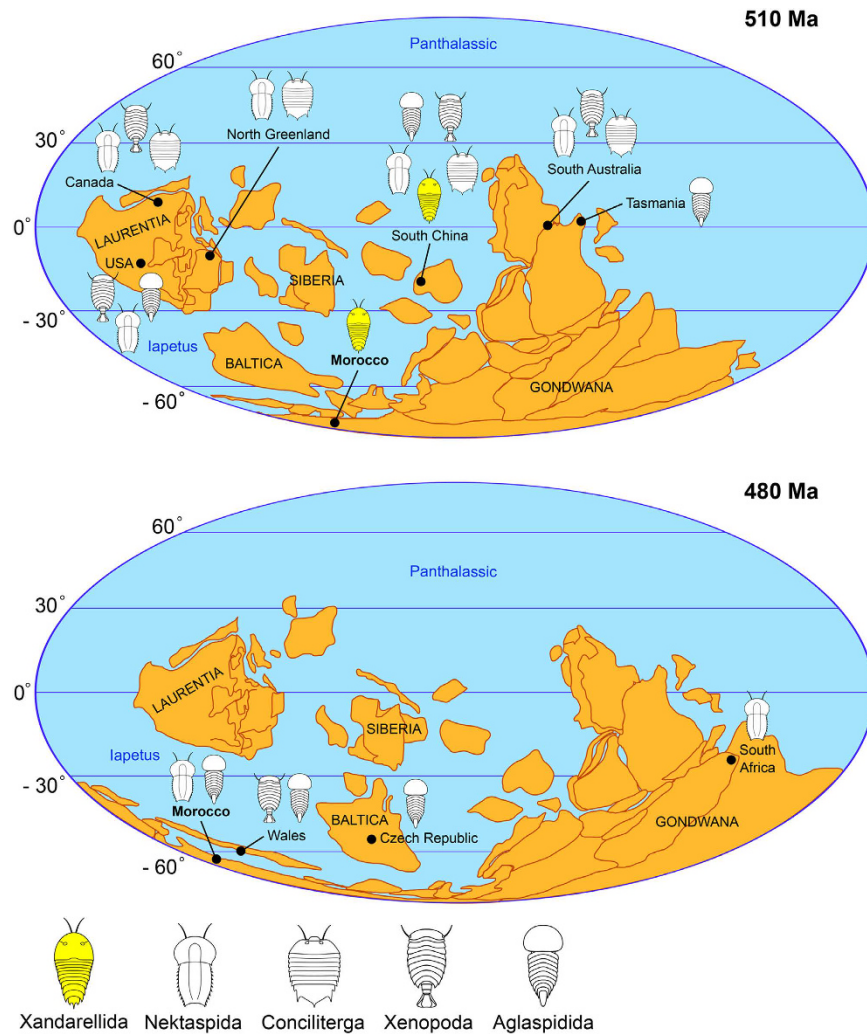 510 Ma
Panthalassic
60°
30°
North Greenland
Canada
South Australia
Tasmania
0°
LAURENTIA
USA
SIBERIA
South China
- 30°
Iapetus
BALTICA
Morocco
GONDWANA
- 60°
480 Ma
60°
Panthalassic
30°
0°
LAURENTIA
SIBERIA
South
Africa
Iapetus
- 30°
Morocco
Wales
BALTICA
Czech Republic
GONDWANA
- 60°
Xandarellida Nektaspida Conciliterga Xenopoda Aglaspidida